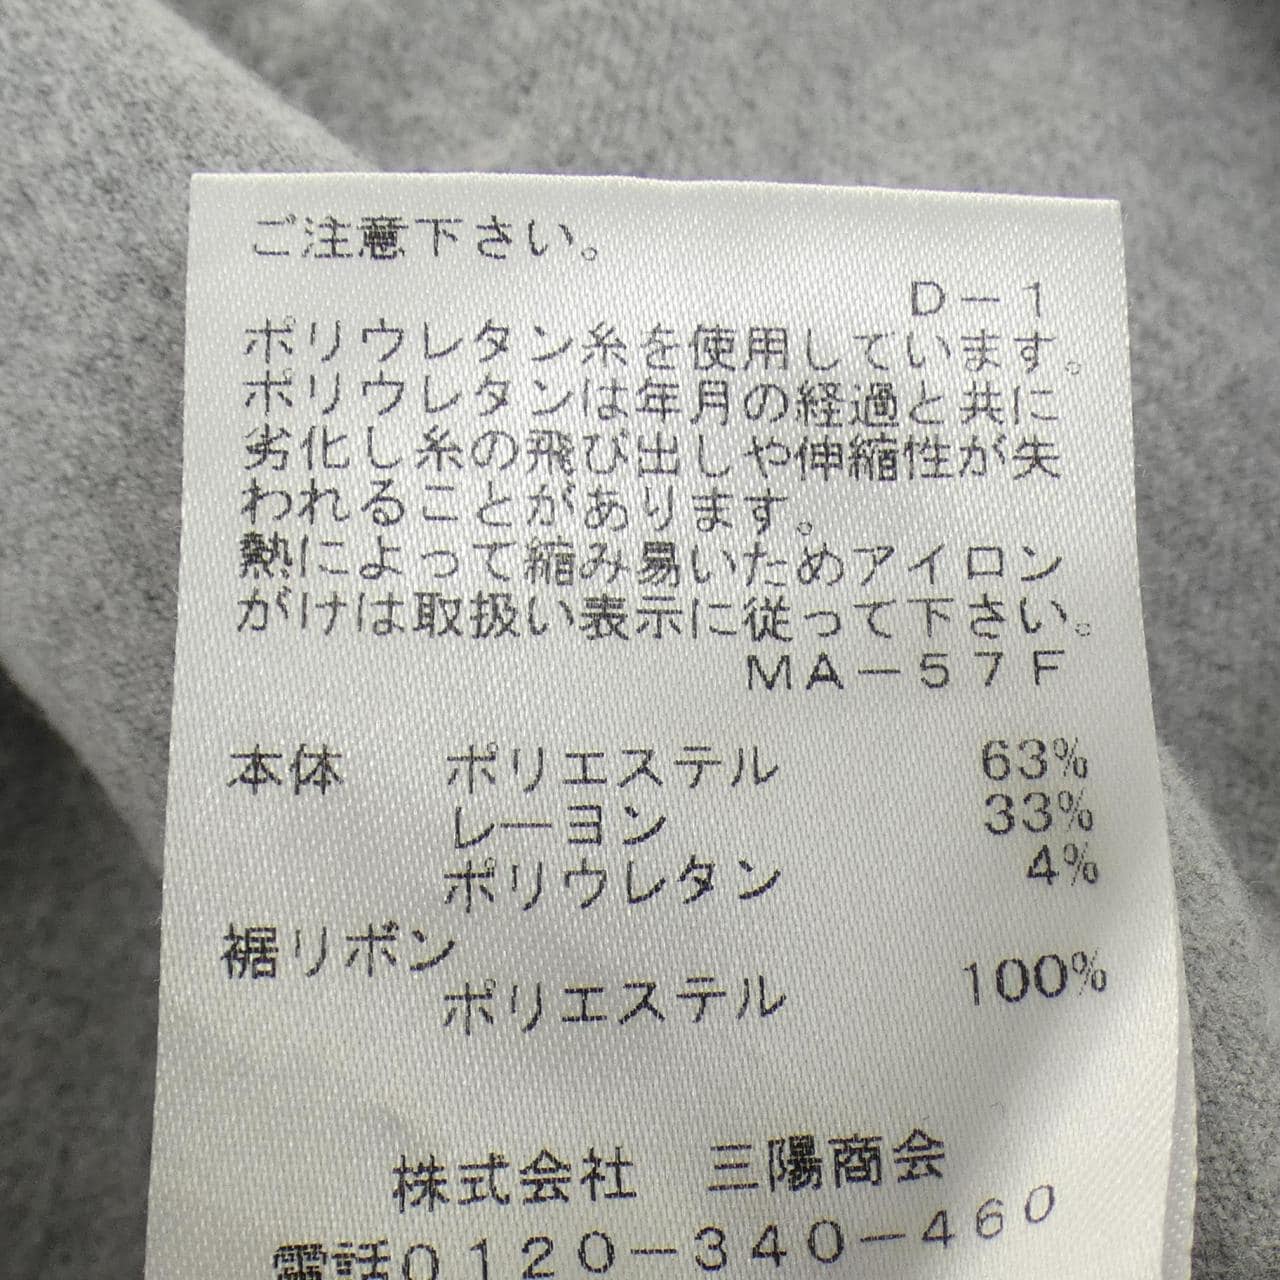 ご注意下さい。
D－1
ポリウレタン糸を使用しています。
ポリウレタンは年月の経過と共に
劣化し糸の飛び出しや伸縮性が失
われることがあります。
熱によって縮み易いためアイロン
がけは取扱い表示に従って下さい。
MA－57F
本体 ポリエステル 63%
レーヨン 33%
ポリウレタン 4%
裾リボン
ポリエステル 100%
株式会社 三陽商会
電話0120－340－460